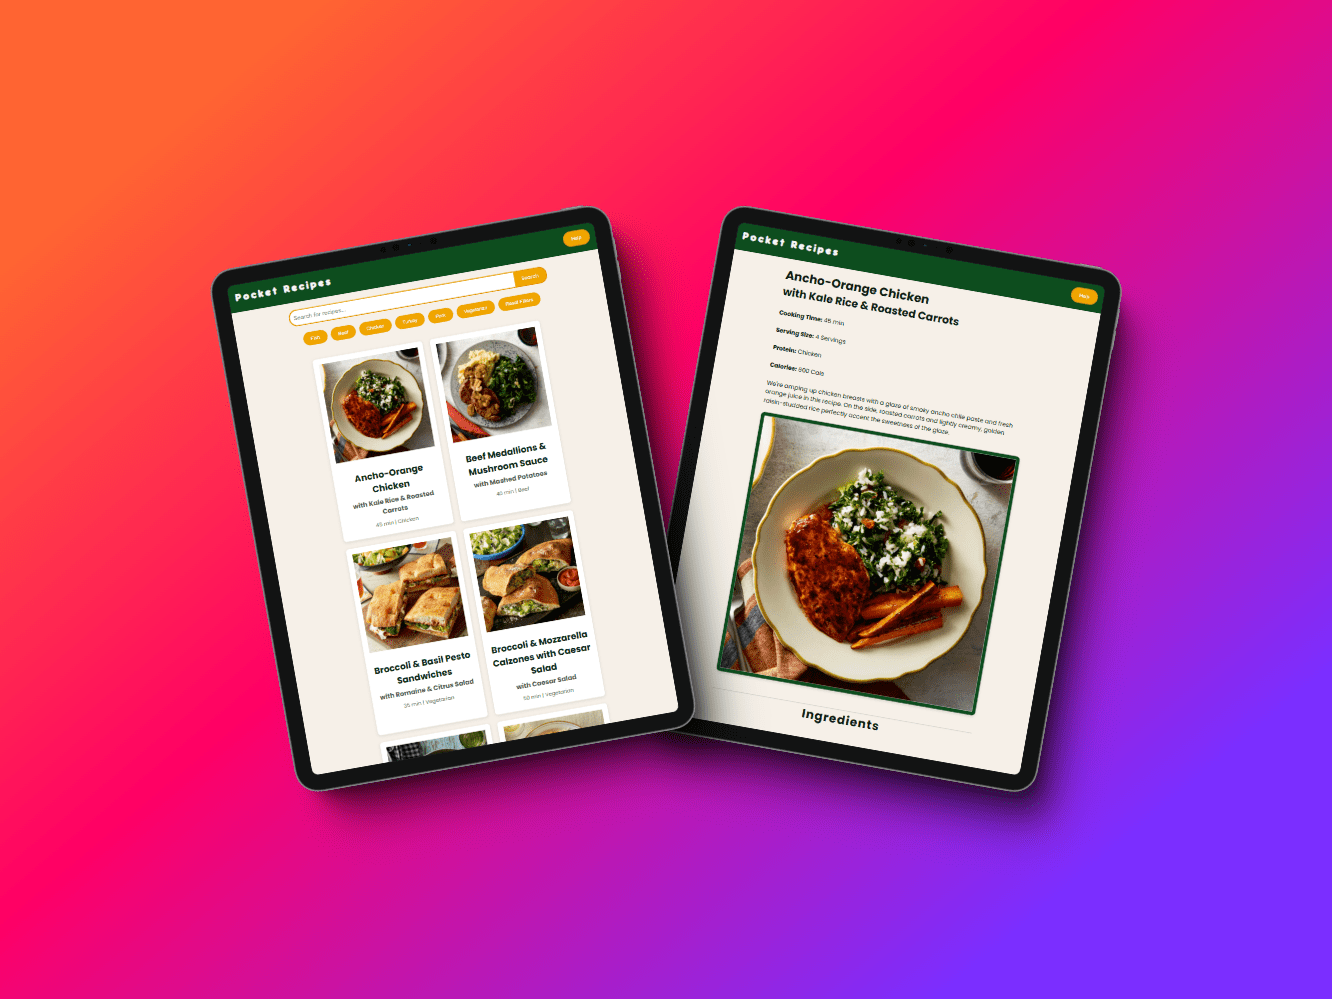 Pocket Recipes
Help
Search for recipes...
Search
Fish
Beef
Chicken
Turkey
Pork
Vegetarian
Reset Filters
Ancho-Orange
Chicken
with Kale Rice & Roasted
Carrots
45 min | Chicken
Beef Medallions &
Mushroom Sauce
with Mashed Potatoes
40 min | Beef
Broccoli & Basil Pesto
Sandwiches
with Romaine & Citrus Salad
35 min | Vegetarian
Broccoli & Mozzarella
Calzones with Caesar
Salad
with Caesar Salad
50 min | Vegetarian
Pocket Recipes
Help
Ancho-Orange Chicken
with Kale Rice & Roasted Carrots
Cooking Time: 45 min
Serving Size: 4 Servings
Protein: Chicken
Calories: 800 Cals
We're amping up chicken breasts with a glaze of smoky ancho chile paste and fresh
orange juice in this recipe. On the side, roasted carrots and lightly creamy, golden
raisin-studded rice perfectly accent the sweetness of the glaze.
Ingredients